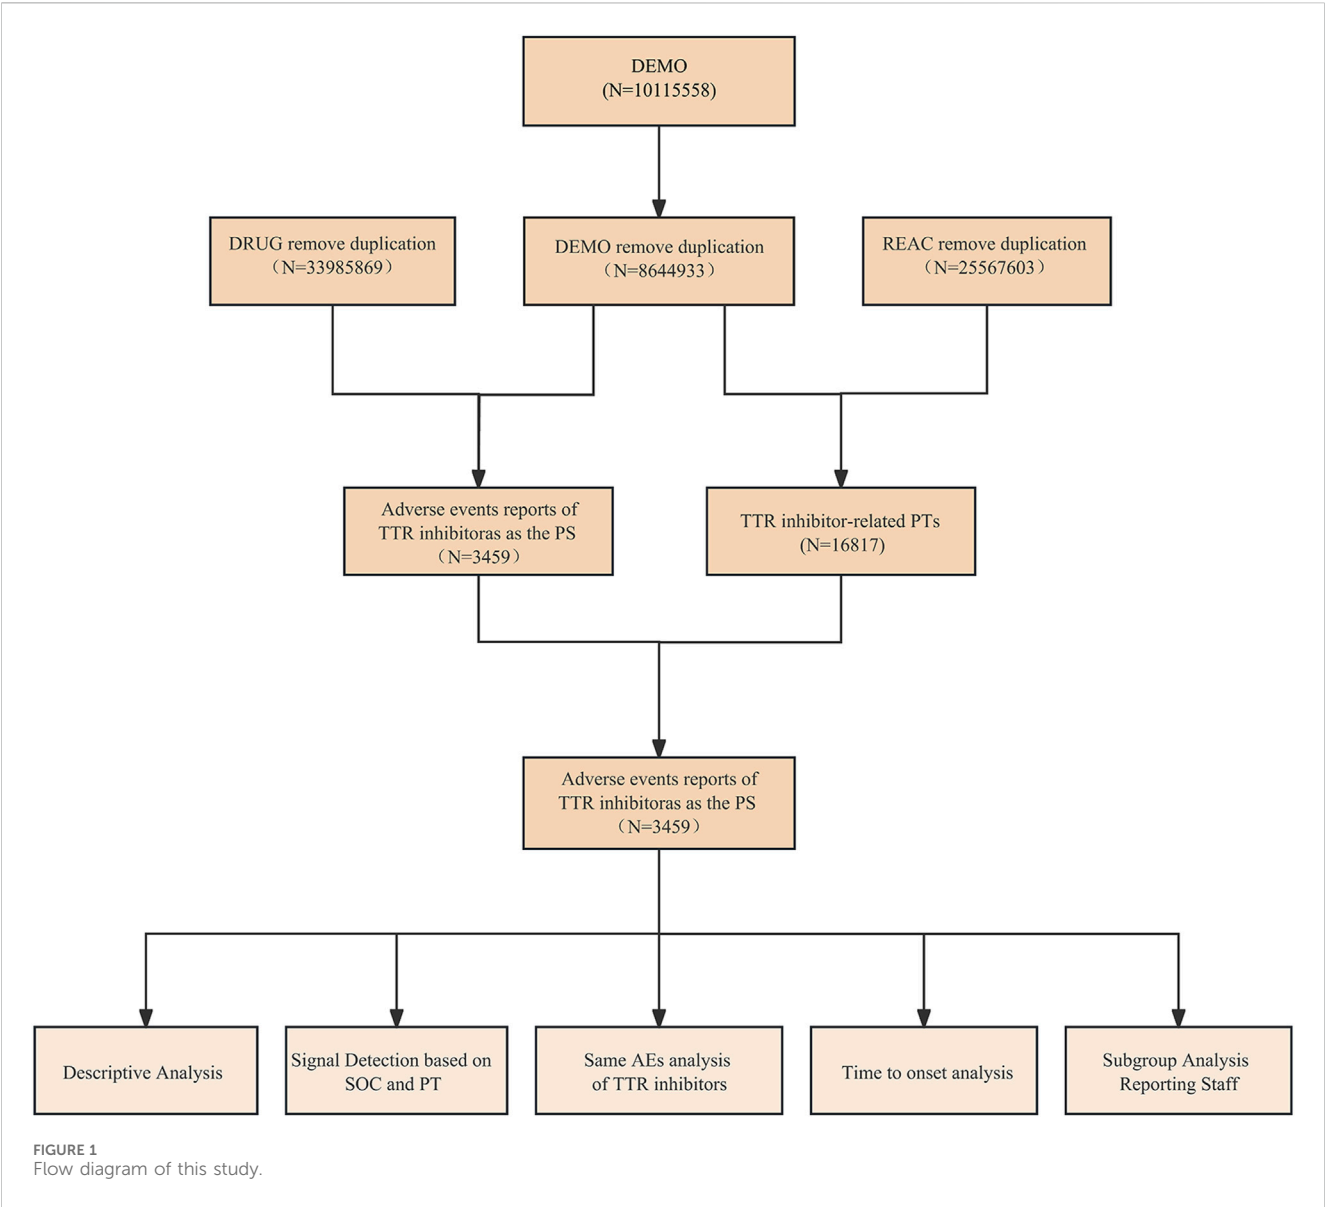 DEMO
(N=10115558)
DRUG remove duplication
（N=33985869）
DEMO remove duplication
（N=8644933）
REAC remove duplication
（N=25567603）
Adverse events reports of
TTR inhibitoras as the PS
（N=3459）
TTR inhibitor-related PTs
(N=16817)
Adverse events reports of
TTR inhibitoras as the PS
（N=3459）
Descriptive Analysis
Signal Detection based on
SOC and PT
Same AEs analysis
of TTR inhibitors
Time to onset analysis
Subgroup Analysis
Reporting Staff
FIGURE 1
Flow diagram of this study.